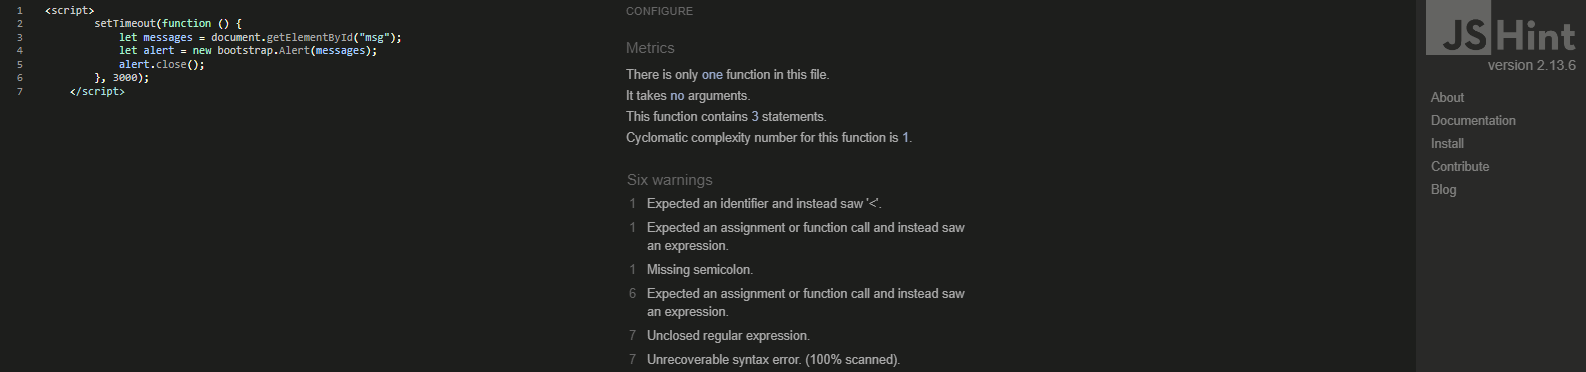 1 <script>
2 setTimeout(function () {
3 let messages = document.getElementById("msg");
4 let alert = new bootstrap.Alert(messages);
5 alert.close();
6 }, 3000);
7 </script>
CONFIGURE
Metrics
There is only one function in this file.
It takes no arguments.
This function contains 3 statements.
Cyclomatic complexity number for this function is 1.
Six warnings
1 Expected an identifier and instead saw '<'.
1 Expected an assignment or function call and instead saw
an expression.
1 Missing semicolon.
6 Expected an assignment or function call and instead saw
an expression.
7 Unclosed regular expression.
7 Unrecoverable syntax error. (100% scanned).
JSHint
version 2.13.6
About
Documentation
Install
Contribute
Blog